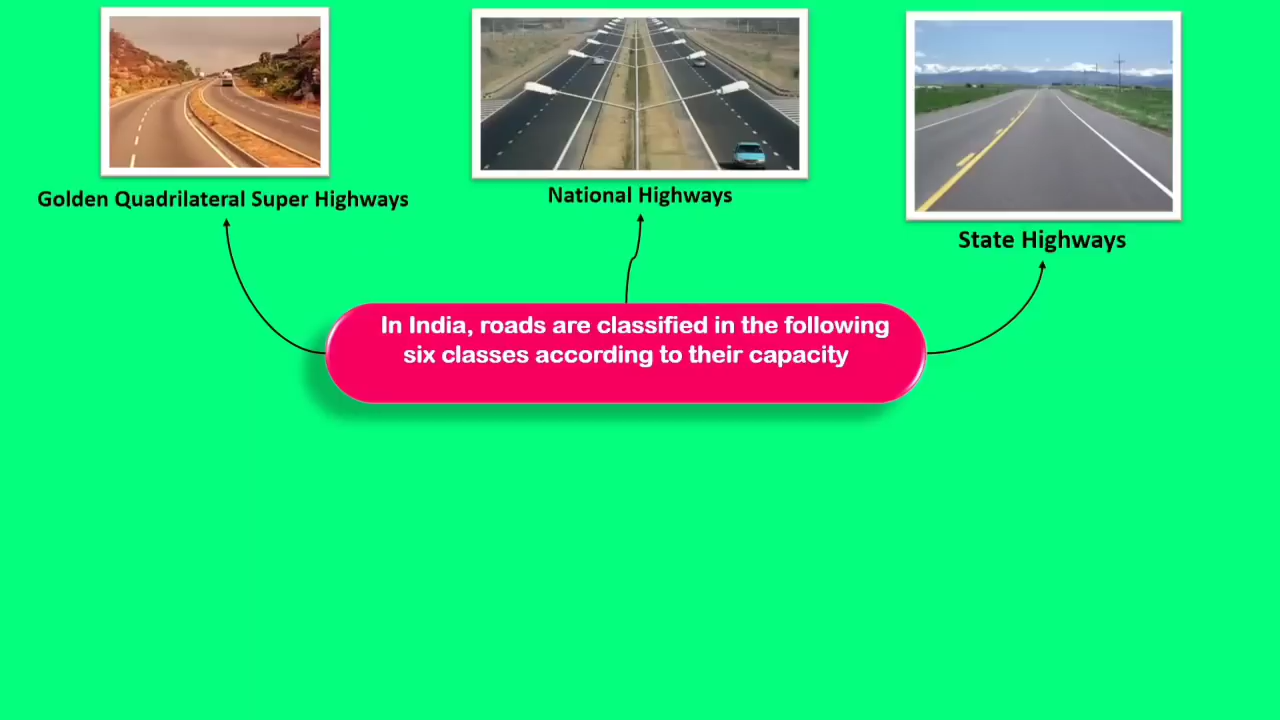 Golden Quadrilateral Super Highways
National Highways
State Highways
In India, roads are classified in the following
six classes according to their capacity